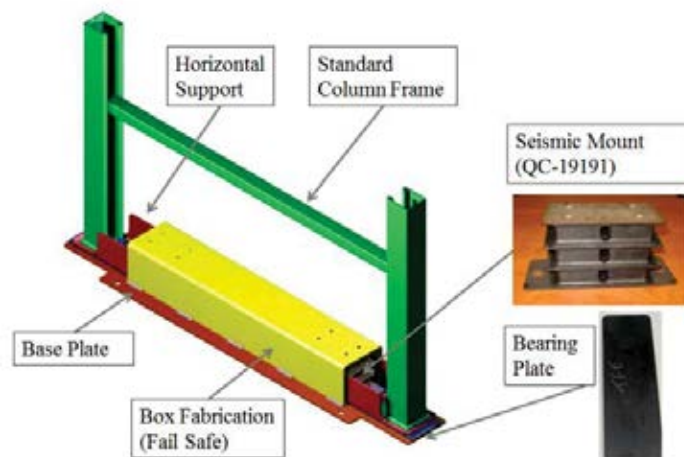 Horizontal
Support
Standard
Column Frame
Seismic Mount
(QC-19191)
Base Plate
Box Fabrication
(Fail Safe)
Bearing
Plate